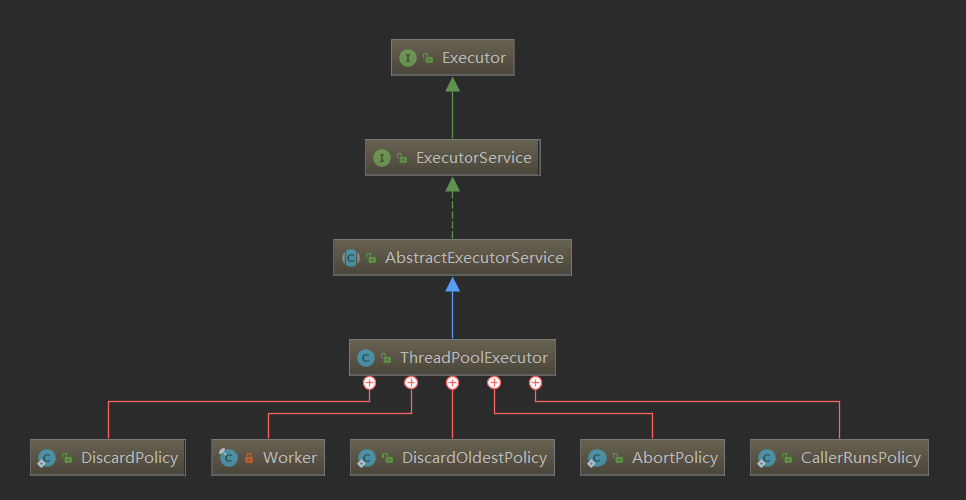 Executor
ExecutorService
AbstractExecutorService
ThreadPoolExecutor
DiscardPolicy
Worker
DiscardOldestPolicy
AbortPolicy
CallerRunsPolicy